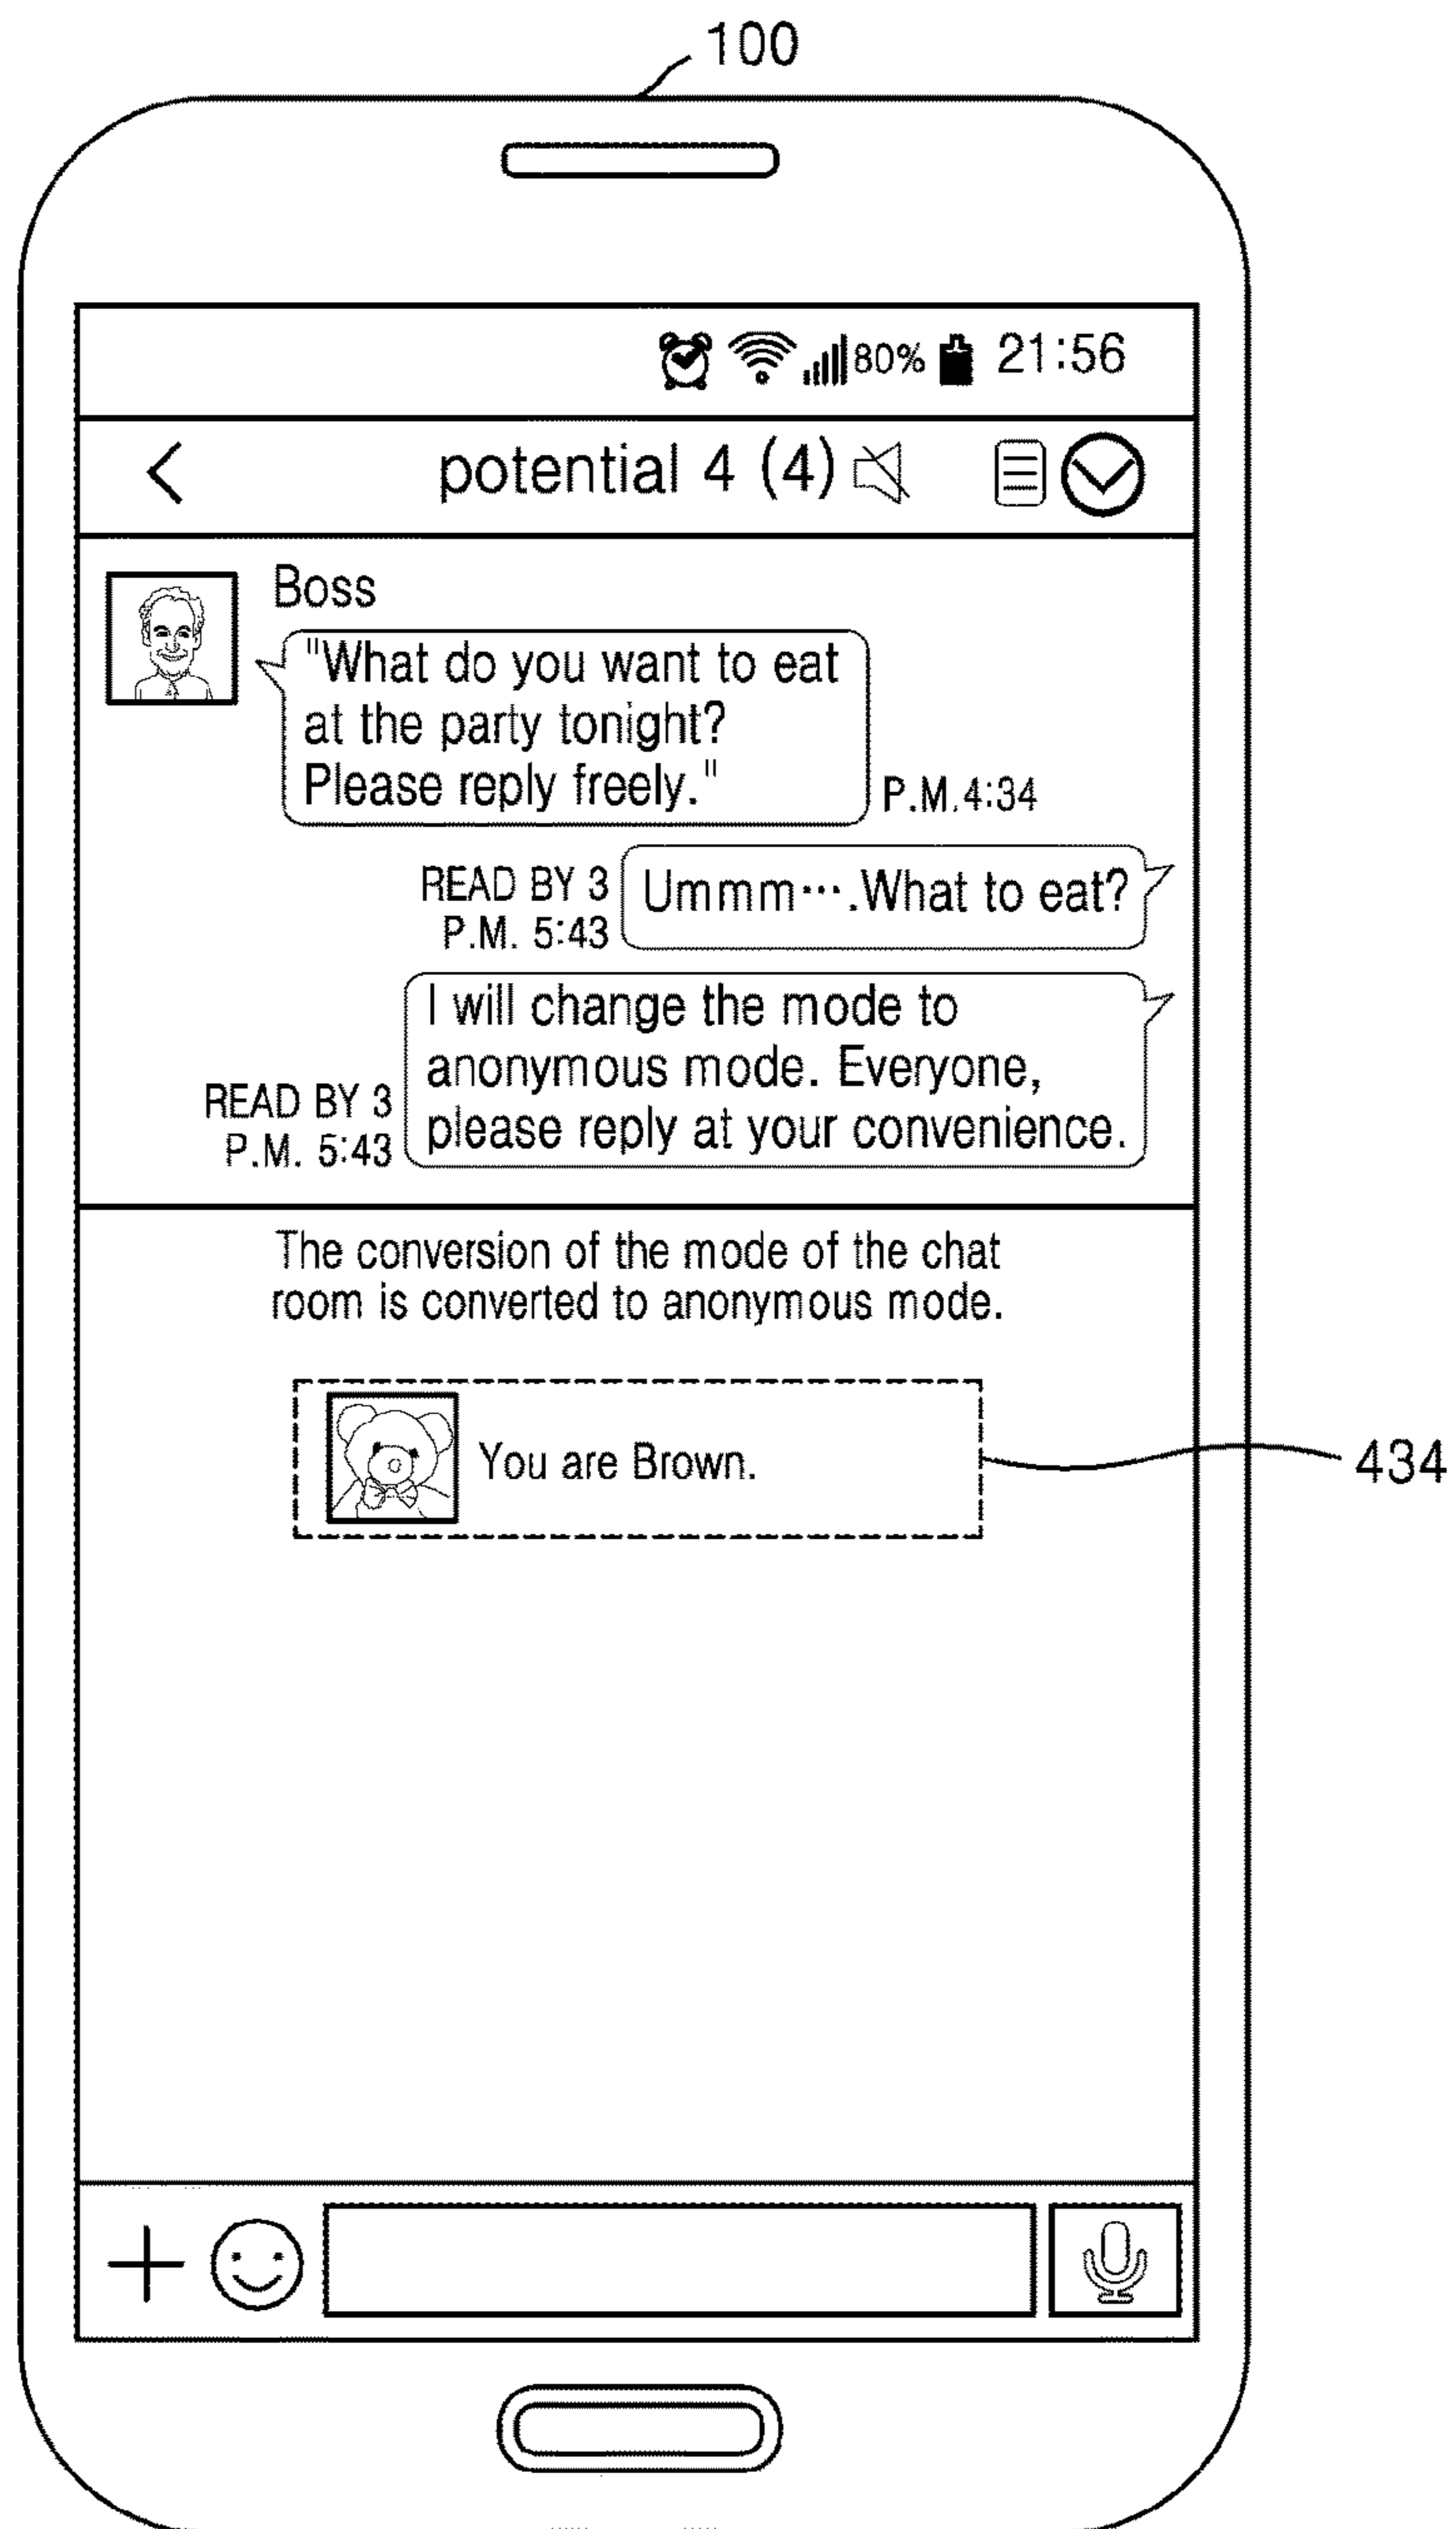 100
80% 21:56
potential 4 (4)
Boss
"What do you want to eat
at the party tonight?
Please reply freely."
P.M.4:34
READ BY 3
P.M. 5:43
Ummm….What to eat?
I will change the mode to
anonymous mode. Everyone,
please reply at your convenience.
READ BY 3
P.M. 5:43
The conversion of the mode of the chat
room is converted to anonymous mode.
You are Brown.
434